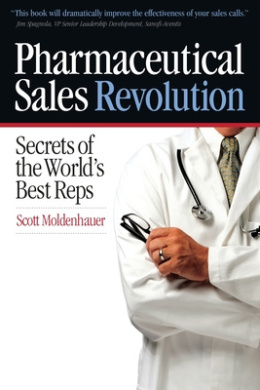 "This book will dramatically improve the effectiveness of your sales calls."
Jim Spagnola, VP Senior Leadership Development, Sanofi-Aventis
Pharmaceutical
Sales Revolution
Secrets of
the World's
Best Reps
Scott Moldenhauer